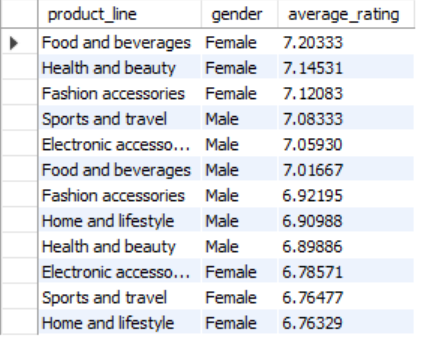 product_line gender average_rating
Food and beverages Female 7.20333
Health and beauty Female 7.14531
Fashion accessories Female 7.12083
Sports and travel Male 7.08333
Electronic accesso... Male 7.05930
Food and beverages Male 7.01667
Fashion accessories Male 6.92195
Home and lifestyle Male 6.90988
Health and beauty Male 6.89886
Electronic accesso... Female 6.78571
Sports and travel Female 6.76477
Home and lifestyle Female 6.76329